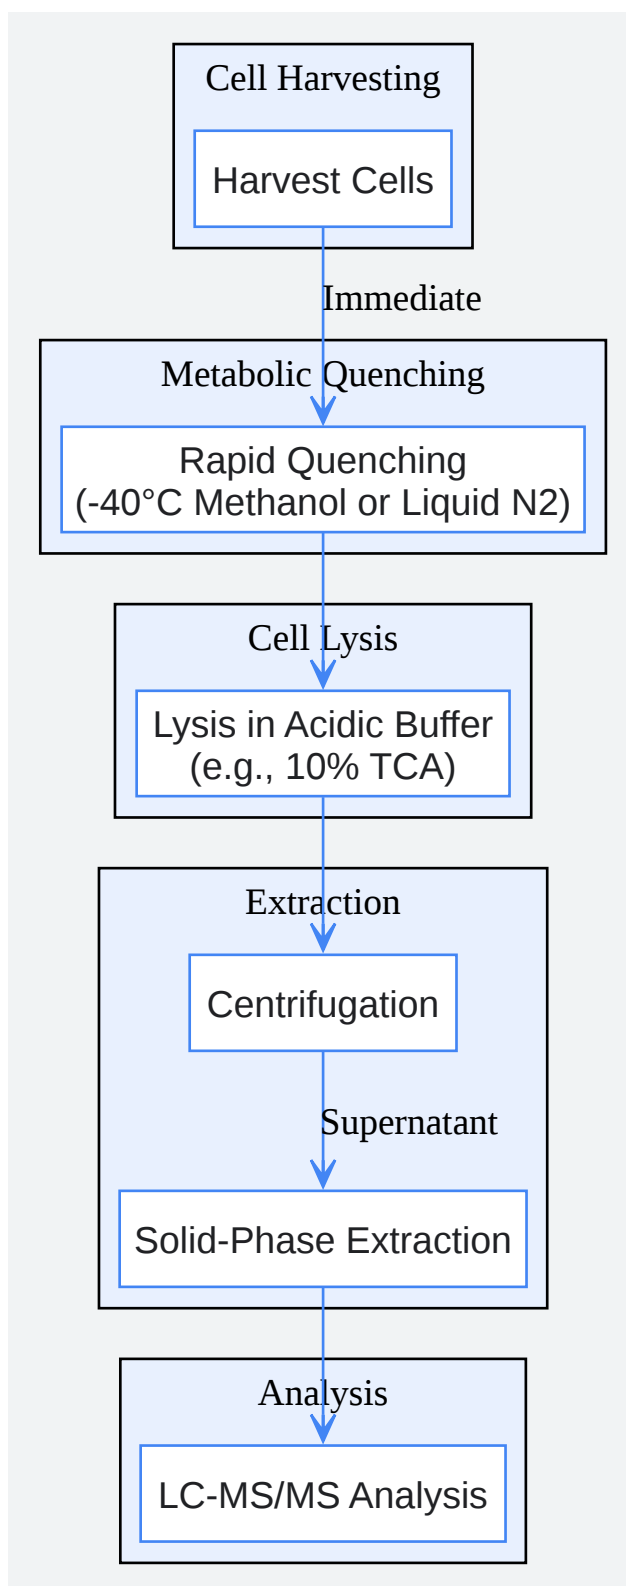 Cell Harvesting
Harvest Cells
Immediate
Metabolic Quenching
Rapid Quenching
(-40°C Methanol or Liquid N2)
Cell Lysis
Lysis in Acidic Buffer
(e.g., 10% TCA)
Extraction
Centrifugation
Supernatant
Solid-Phase Extraction
Analysis
LC-MS/MS Analysis